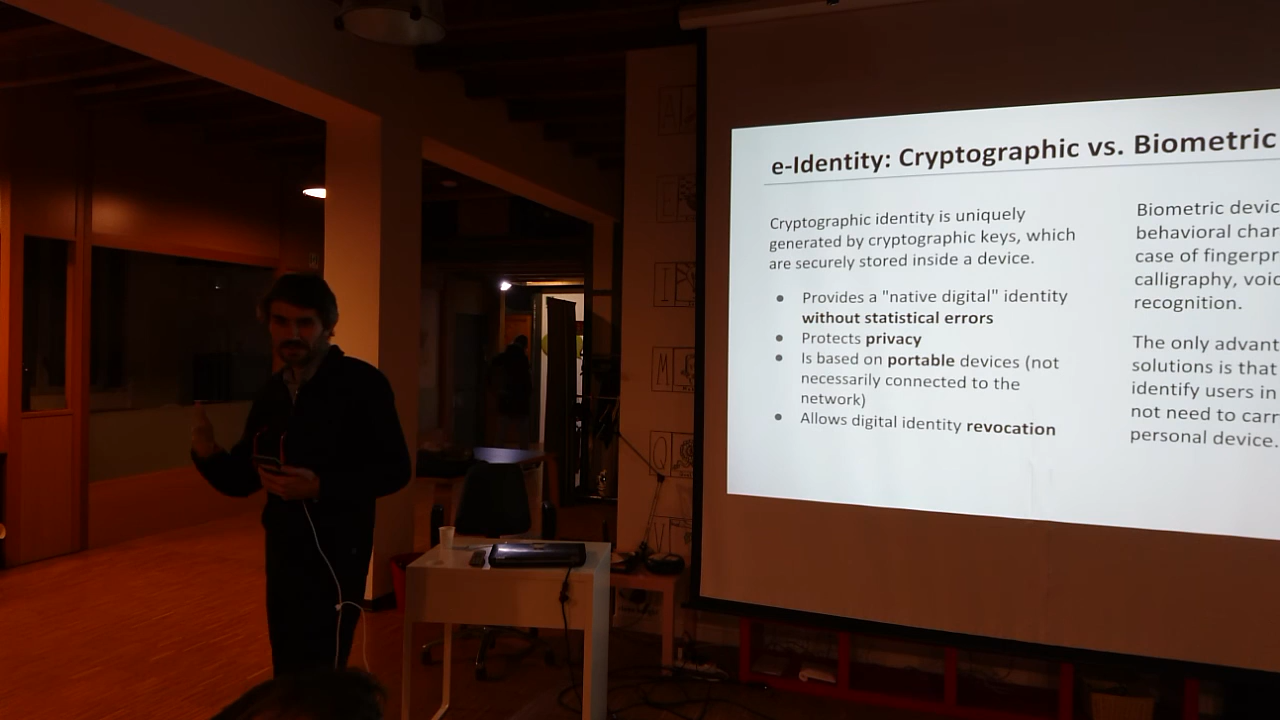 e-Identity: Cryptographic vs. Biometric
Cryptographic identity is uniquely
generated by cryptographic keys, which
are securely stored inside a device.
• Provides a "native digital" identity
without statistical errors
• Protects privacy
• Is based on portable devices (not
necessarily connected to the
network)
• Allows digital identity revocation
Biometric devic
behavioral char
case of fingerpr
calligraphy, voic
recognition.
The only advant
solutions is that
identify users in
not need to carr
personal device.
A
E
I
M
Q